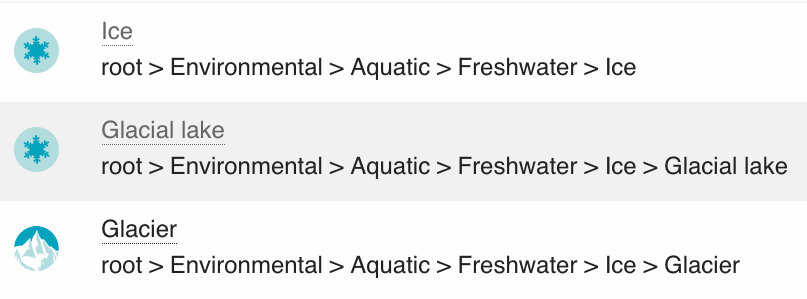 Ice
root > Environmental > Aquatic > Freshwater > Ice
Glacial lake
root > Environmental > Aquatic > Freshwater > Ice > Glacial lake
Glacier
root > Environmental > Aquatic > Freshwater > Ice > Glacier